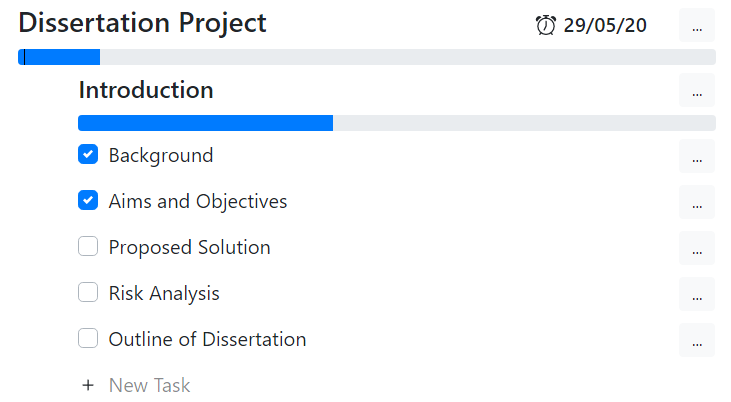 Dissertation Project 29/05/20 ...
Introduction ...
Background ...
Aims and Objectives ...
Proposed Solution ...
Risk Analysis ...
Outline of Dissertation ...
+ New Task